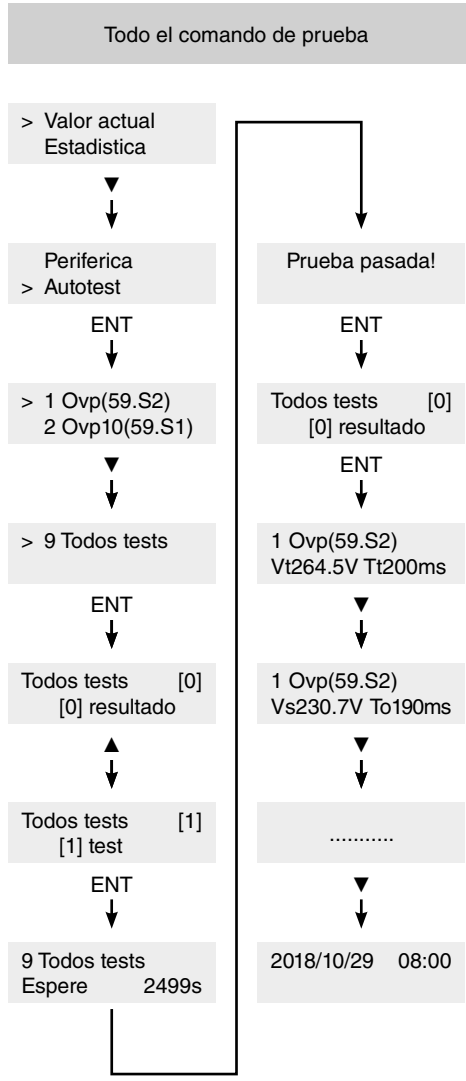 Todo el comando de prueba
> Valor actual
Estadistica
▼
Periferica
> Autotest
ENT
> 1 Ovp(59.S2)
2 Ovp10(59.S1)
▼
> 9 Todos tests
ENT
Todos tests [0]
[0] resultado
▲
Todos tests [1]
[1] test
ENT
9 Todos tests
Espere 2499s
Prueba pasada!
ENT
Todos tests [0]
[0] resultado
ENT
1 Ovp(59.S2)
Vt264.5V Tt200ms
▼
1 Ovp(59.S2)
Vs230.7V To190ms
▼
...........
▼
2018/10/29 08:00